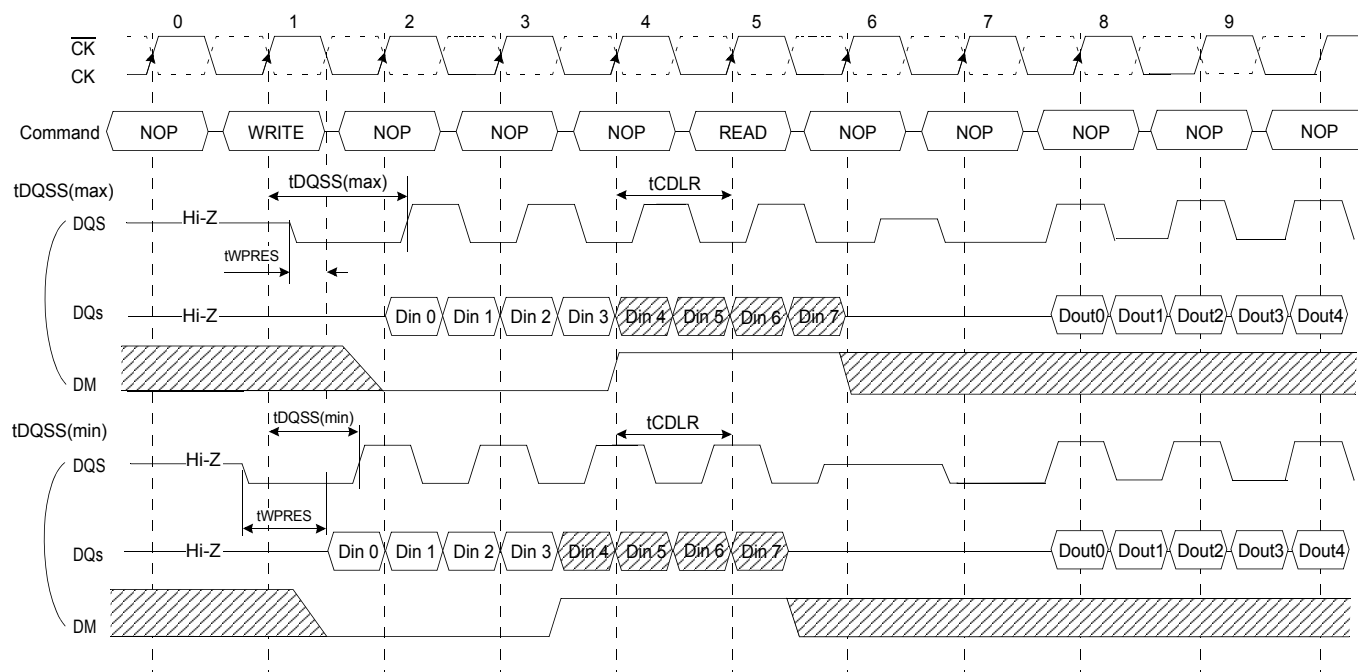 0 1 2 3 4 5 6 7 8 9
CK
CK
Command NOP WRITE NOP NOP NOP READ NOP NOP NOP NOP NOP
tDQSS(max) tDQSS(max) tCDLR
DQS Hi-Z
tWPRES
DQs Hi-Z Din 0 Din 1 Din 2 Din 3 Din 4 Din 5 Din 6 Din 7 Dout0 Dout1 Dout2 Dout3 Dout4
DM
tDQSS(min) tDQSS(min) tCDLR
DQS Hi-Z
tWPRES
DQs Hi-Z Din 0 Din 1 Din 2 Din 3 Din 4 Din 5 Din 6 Din 7 Dout0 Dout1 Dout2 Dout3 Dout4
DM